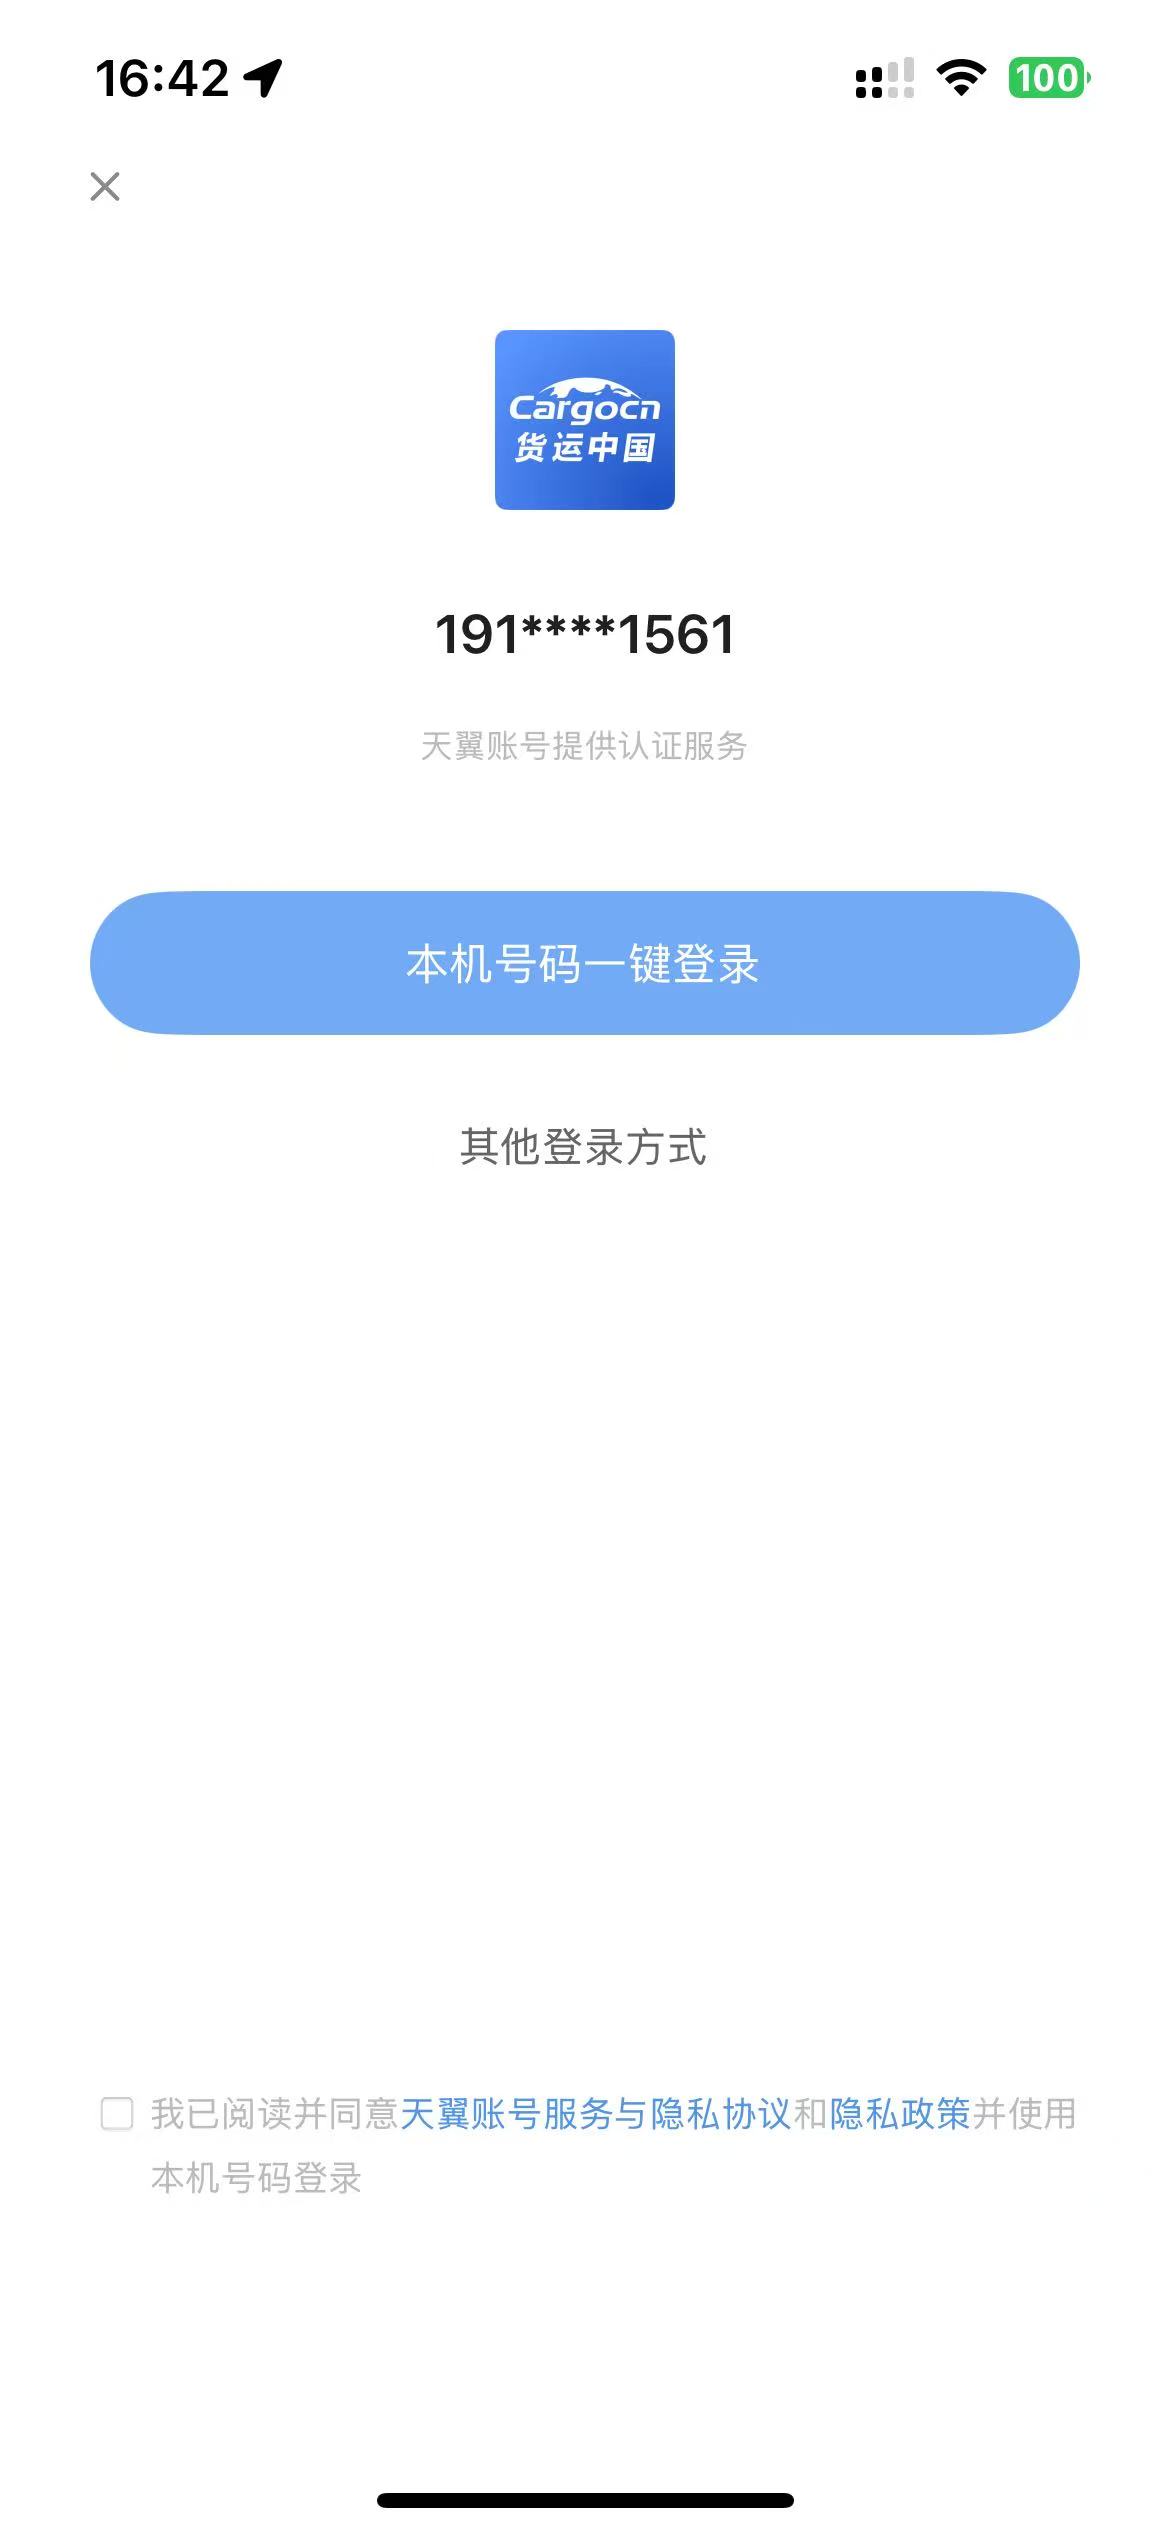 16:42
100
Cargocn
货运中国
191****1561
天翼账号提供认证服务
本机号码一键登录
其他登录方式
我已阅读并同意天翼账号服务与隐私协议和隐私政策并使用
本机号码登录